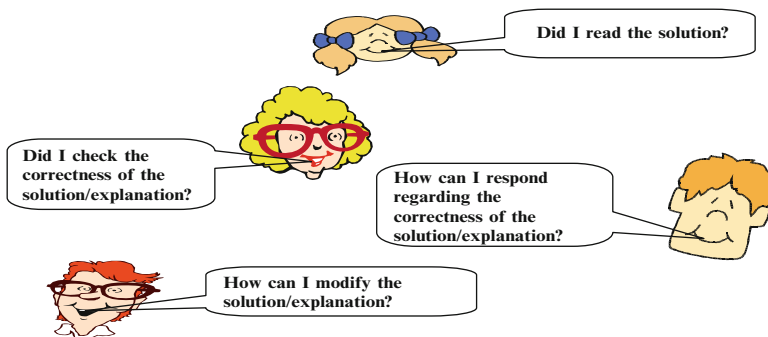 Did I read the solution?
Did I check the
correctness of the
solution/explanation?
How can I respond
regarding the
correctness of the
solution/explanation?
How can I modify the
solution/explanation?